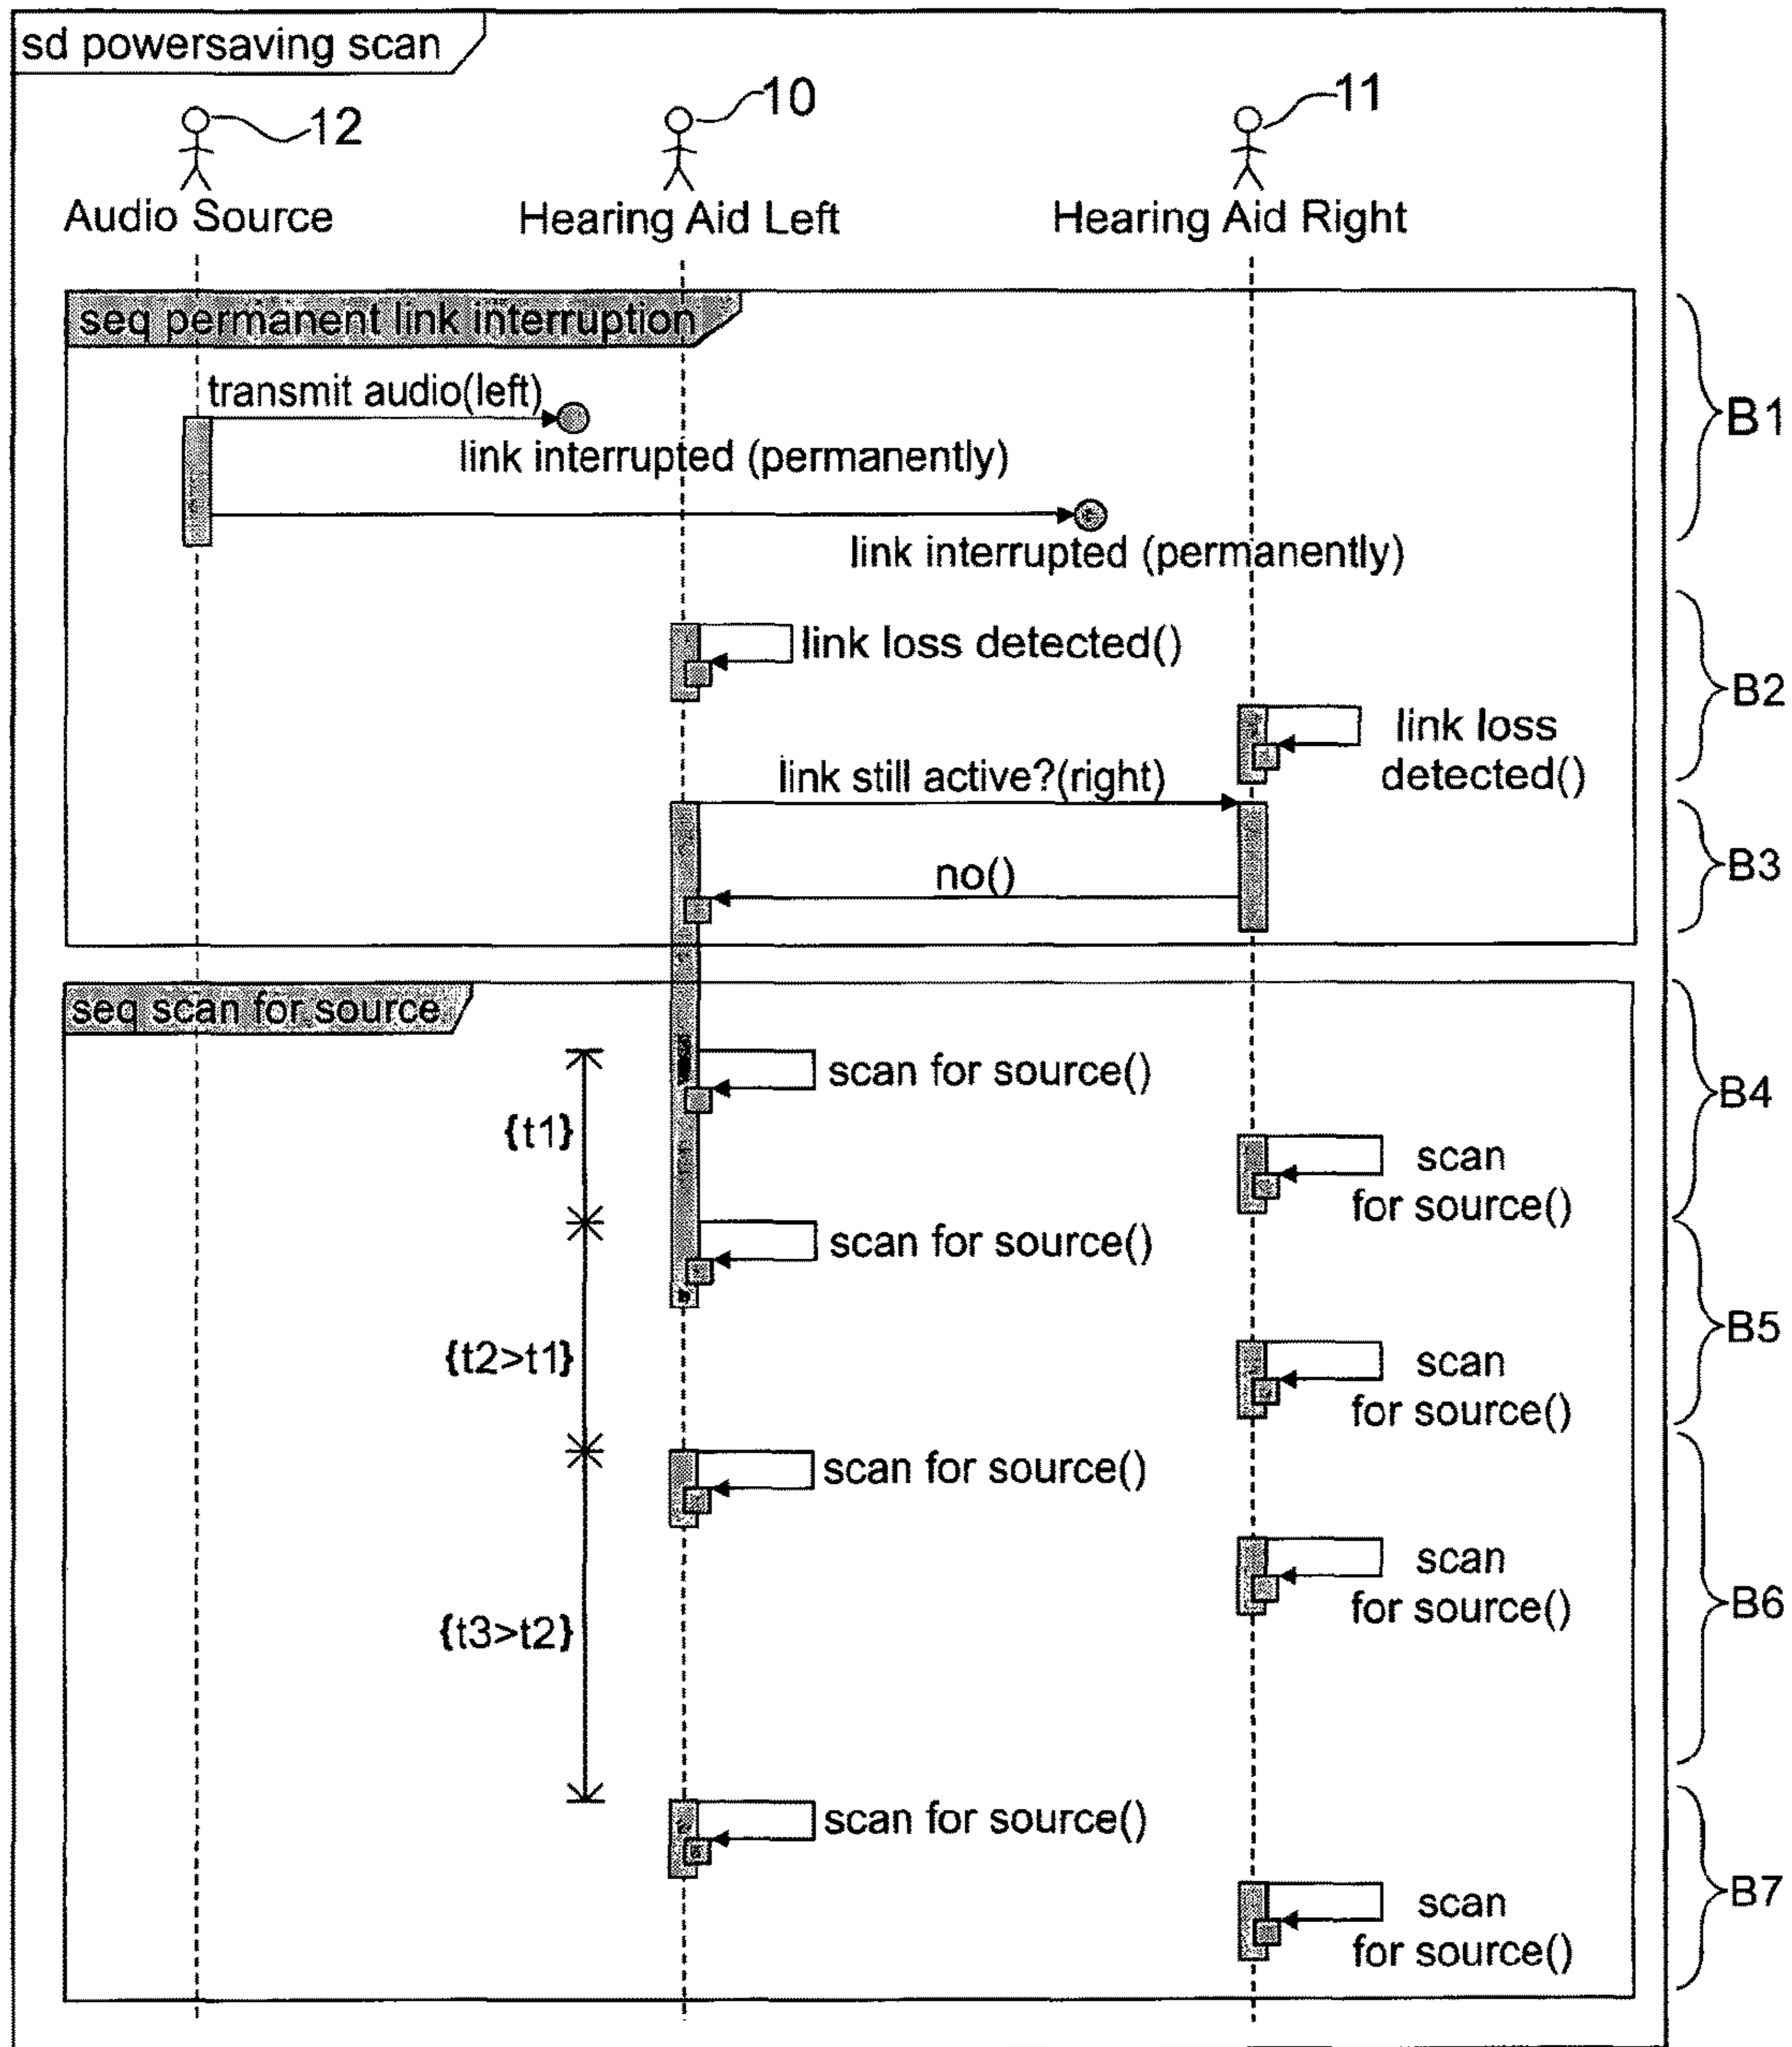 sd powersaving scan
12
10
11
Audio Source
Hearing Aid Left
Hearing Aid Right
seq permanent link interruption
transmit audio(left)
link interrupted (permanently)
B1
link interrupted (permanently)
link loss detected()
B2
link loss
detected()
link still active?(right)
B3
no()
seq scan for source
scan for source()
B4
{t1}
scan
for source()
scan for source()
B5
{t2>t1}
scan
for source()
scan for source()
scan
for source()
B6
{t3>t2}
scan for source()
B7
scan
for source()